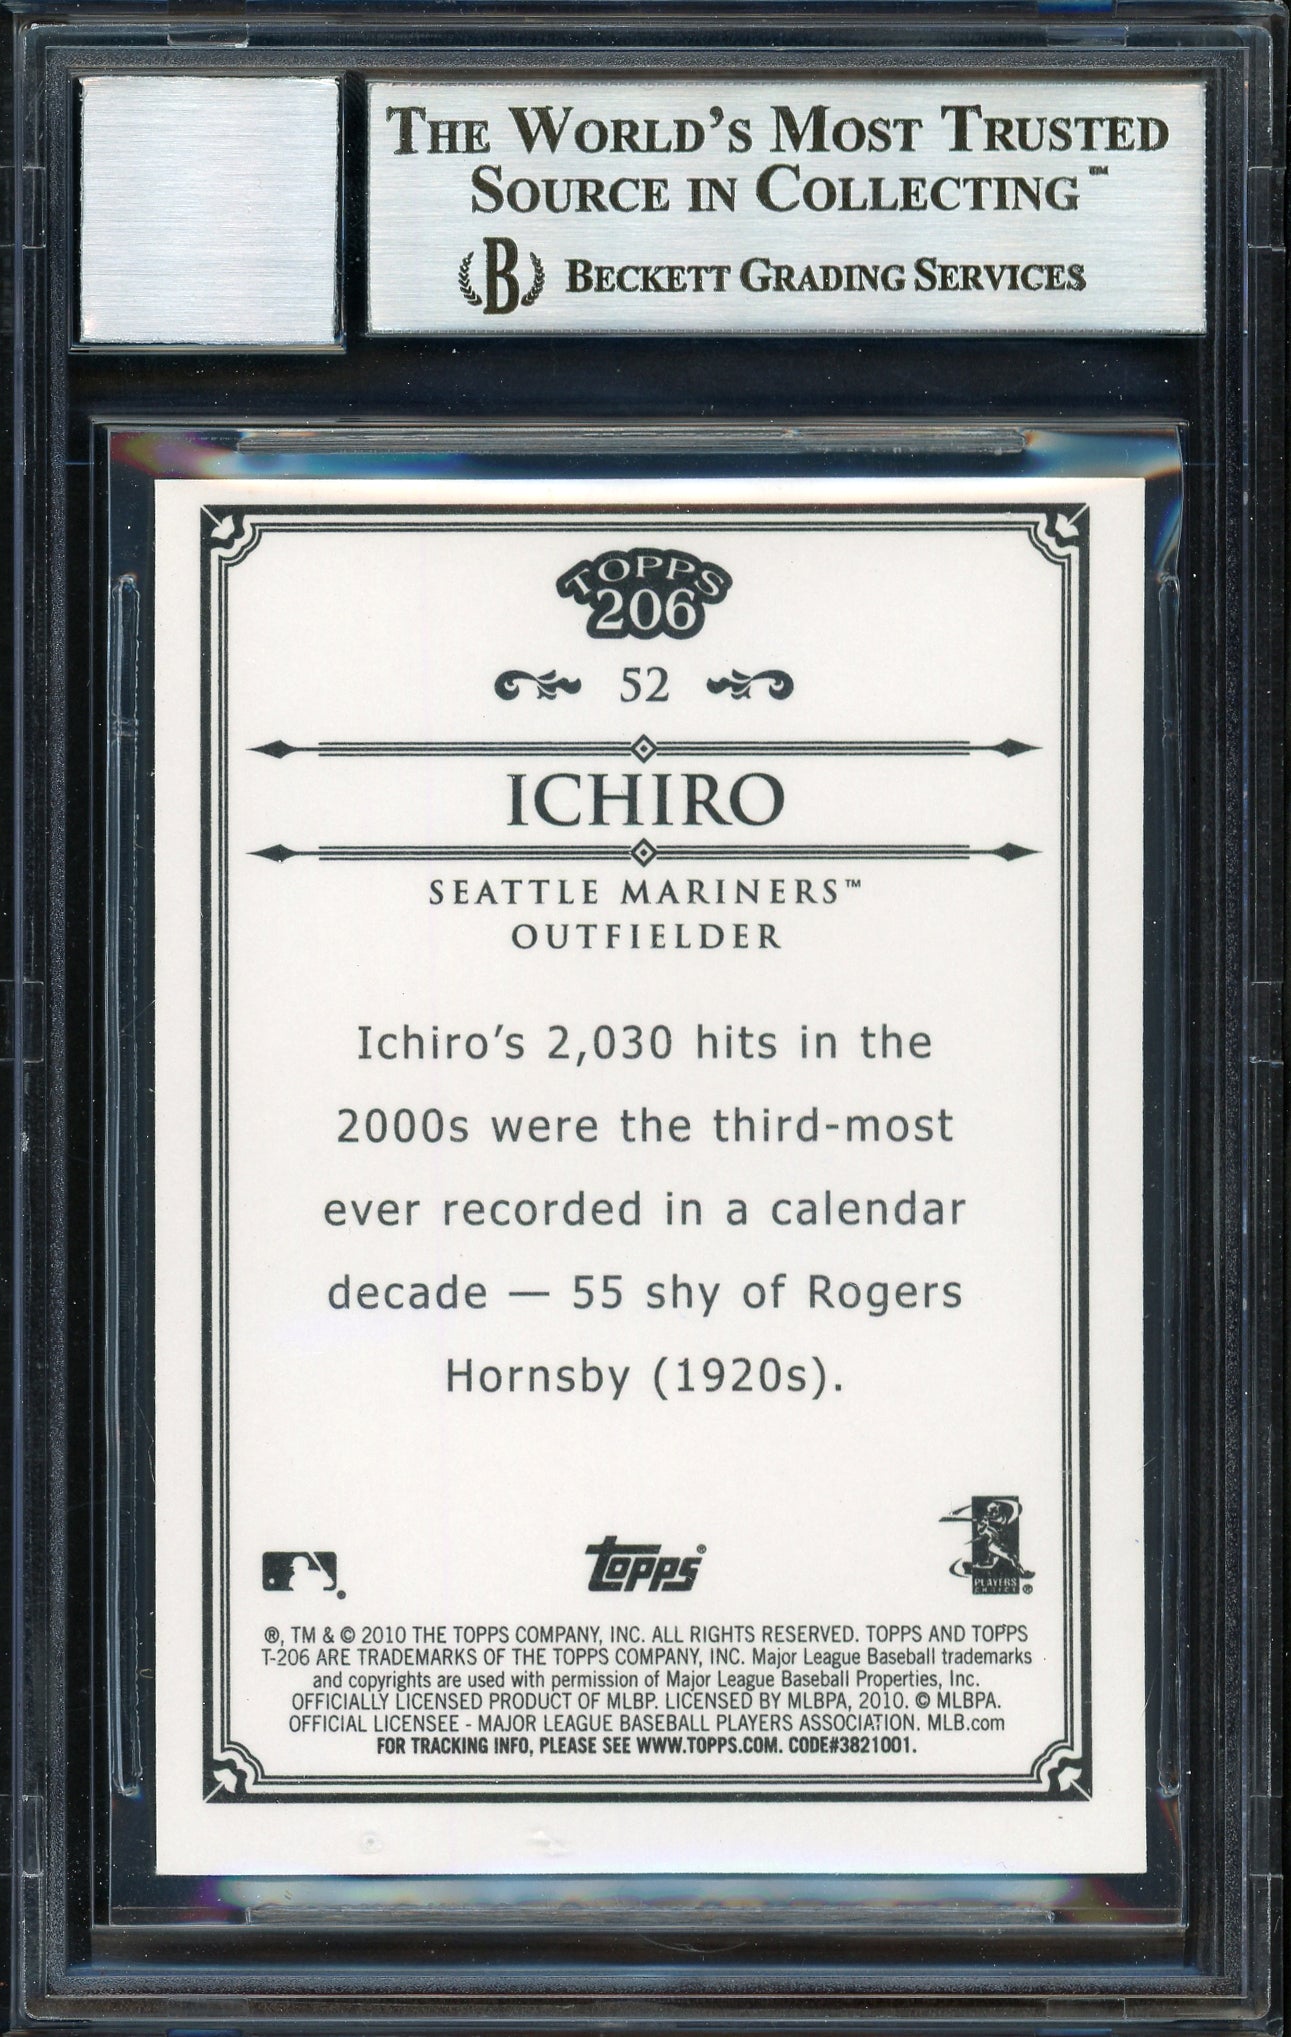 THE WORLD'S MOST TRUSTED
SOURCE IN COLLECTING™
B BECKETT GRADING SERVICES
TOPPS
206
52
ICHIRO
SEATTLE MARINERS™
OUTFIELDER
Ichiro's 2,030 hits in the
2000s were the third-most
ever recorded in a calendar
decade — 55 shy of Rogers
Hornsby (1920s).
topps®
PLAYERS
CHOICE ®
®, TM & © 2010 THE TOPPS COMPANY, INC. ALL RIGHTS RESERVED. TOPPS AND TOPPS
T-206 ARE TRADEMARKS OF THE TOPPS COMPANY, INC. Major League Baseball trademarks
and copyrights are used with permission of Major League Baseball Properties, Inc.
OFFICIALLY LICENSED PRODUCT OF MLBP. LICENSED BY MLBPA, 2010. © MLBPA.
OFFICIAL LICENSEE - MAJOR LEAGUE BASEBALL PLAYERS ASSOCIATION. MLB.com
FOR TRACKING INFO, PLEASE SEE WWW.TOPPS.COM. CODE#3821001.